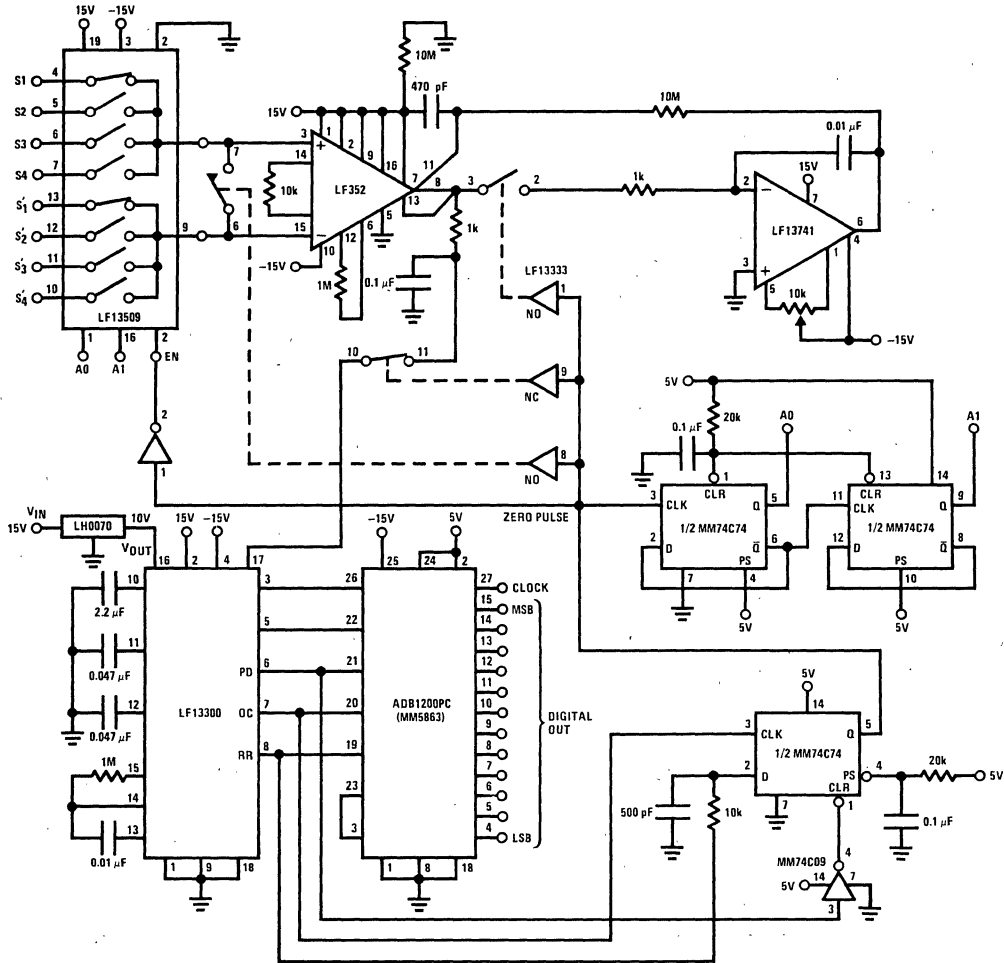 15V
-15V
19
3
2
S1
4
S2
5
S3
6
S4
7
S'1
13
S'2
12
S'3
11
S'4
10
LF13509
1
16
2
A0
A1
EN
9
7
6
2
1
15V
3
14
10k
15
10
-15V
LF352
1
2
9
16
7
11
8
13
12
6
5
1M
10M
470 pF
1k
0.1 µF
3
2
10M
1k
0.01 µF
15V
2
7
6
4
LF13741
3
5
1
10k
-15V
LF13333
1
NO
10
11
9
NC
8
NO
ZERO PULSE
5V
20k
0.1 µF
A0
A1
1
CLR
3
CLK
Q
5
1/2 MM74C74
2
D
Q̅
6
PS
7
4
5V
13
14
CLR
11
CLK
Q
9
1/2 MM74C74
12
D
Q̅
8
PS
10
5V
VIN
15V
LH0070
10V
VOUT
15V
-15V
16
2
4
17
10
2.2 µF
11
0.047 µF
12
0.047 µF
1M
15
14
13
0.01 µF
LF13300
3
5
PD
6
OC
7
RR
8
1
9
18
-15V
5V
25
24
2
26
22
21
20
19
23
3
ADB1200PC
(MM5863)
27
CLOCK
15
MSB
14
13
12
11
10
9
8
7
6
5
4
LSB
DIGITAL
OUT
1
8
18
5V
14
3
CLK
Q
5
1/2 MM74C74
2
D
PS
4
CLR
7
1
20k
5V
0.1 µF
500 pF
10k
MM74C09
4
5V
14
7
3